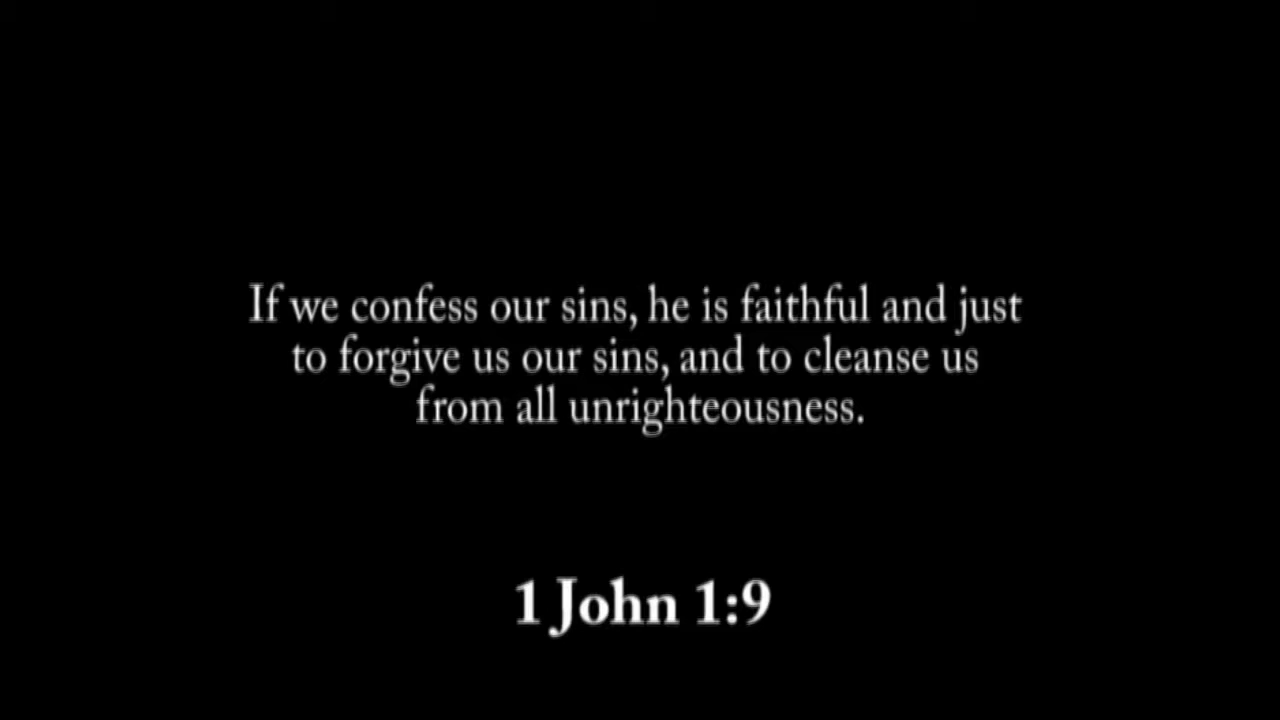 If we confess our sins, he is faithful and just
to forgive us our sins, and to cleanse us
from all unrighteousness.
1 John 1:9